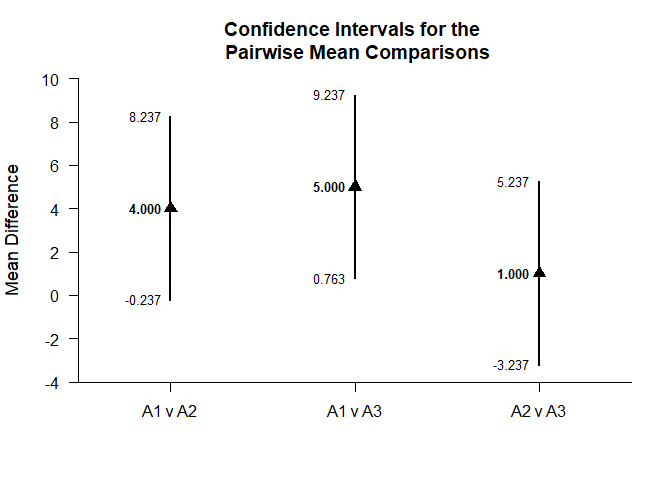 Confidence Intervals for the
Pairwise Mean Comparisons
Mean Difference
10
8
6
4
2
0
-2
-4
8.237
4.000
-0.237
9.237
5.000
0.763
5.237
1.000
-3.237
A1 v A2
A1 v A3
A2 v A3